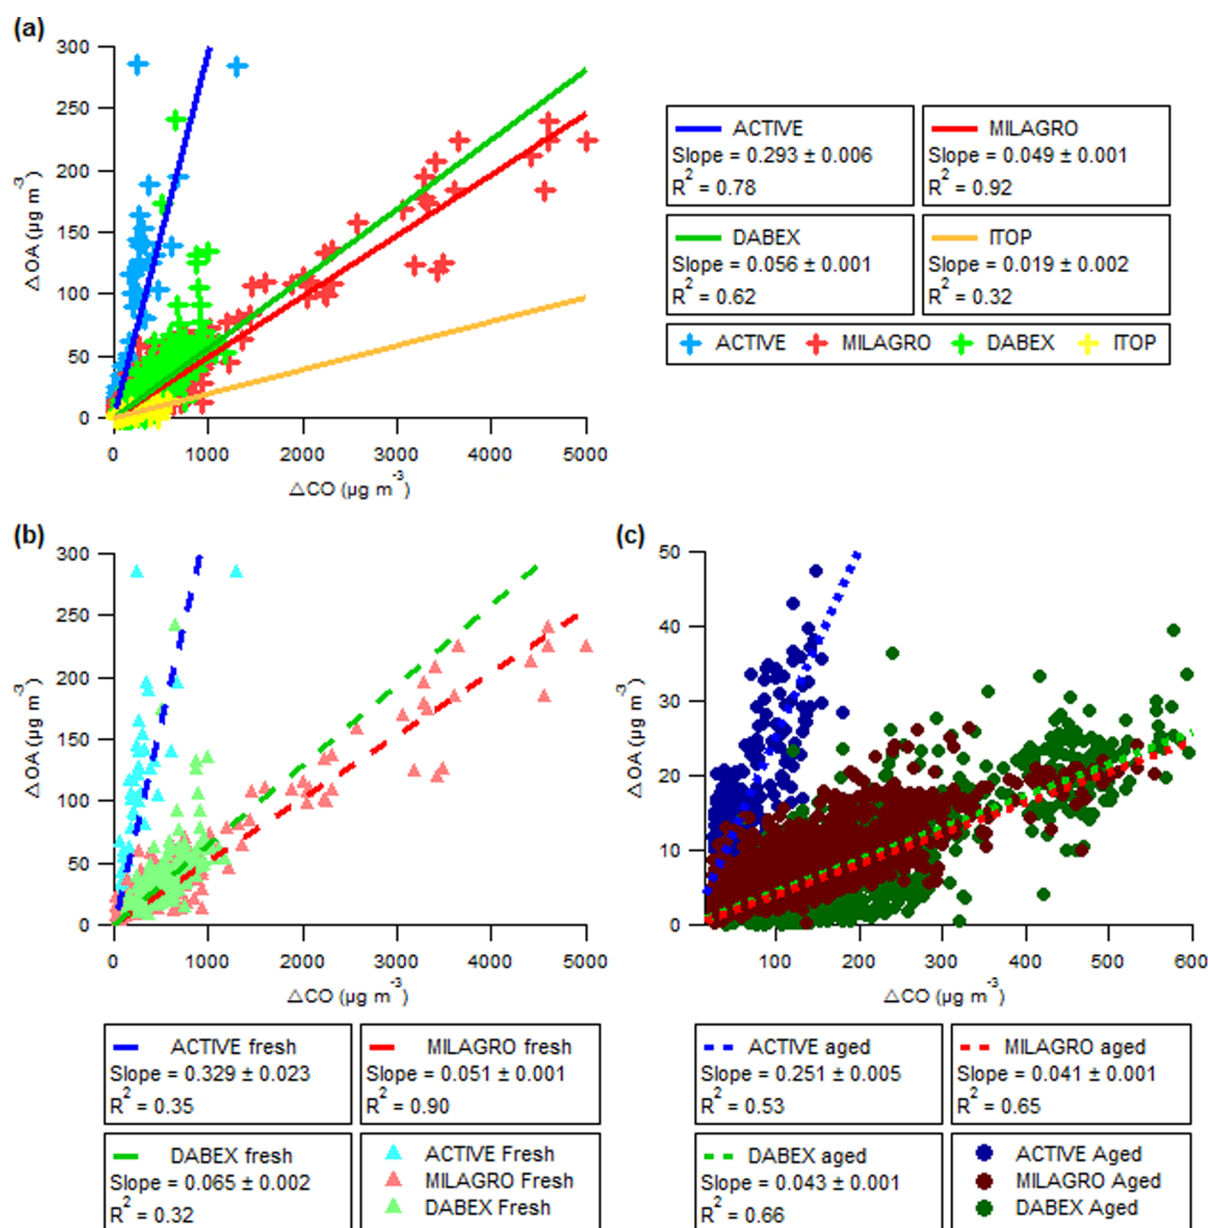 (a)
300
250
200
150
100
50
0
△OA (µg m⁻³)
0 1000 2000 3000 4000 5000
△CO (µg m⁻³)
ACTIVE
Slope = 0.293 ± 0.006
R² = 0.78
MILAGRO
Slope = 0.049 ± 0.001
R² = 0.92
DABEX
Slope = 0.056 ± 0.001
R² = 0.62
ITOP
Slope = 0.019 ± 0.002
R² = 0.32
ACTIVE MILAGRO DABEX ITOP
(b)
300
250
200
150
100
50
0
△OA (µg m⁻³)
0 1000 2000 3000 4000 5000
△CO (µg m⁻³)
ACTIVE fresh
Slope = 0.329 ± 0.023
R² = 0.35
MILAGRO fresh
Slope = 0.051 ± 0.001
R² = 0.90
DABEX fresh
Slope = 0.065 ± 0.002
R² = 0.32
ACTIVE Fresh
MILAGRO Fresh
DABEX Fresh
(c)
50
40
30
20
10
0
△OA (µg m⁻³)
100 200 300 400 500 600
△CO (µg m⁻³)
ACTIVE aged
Slope = 0.251 ± 0.005
R² = 0.53
MILAGRO aged
Slope = 0.041 ± 0.001
R² = 0.65
DABEX aged
Slope = 0.043 ± 0.001
R² = 0.66
ACTIVE Aged
MILAGRO Aged
DABEX Aged